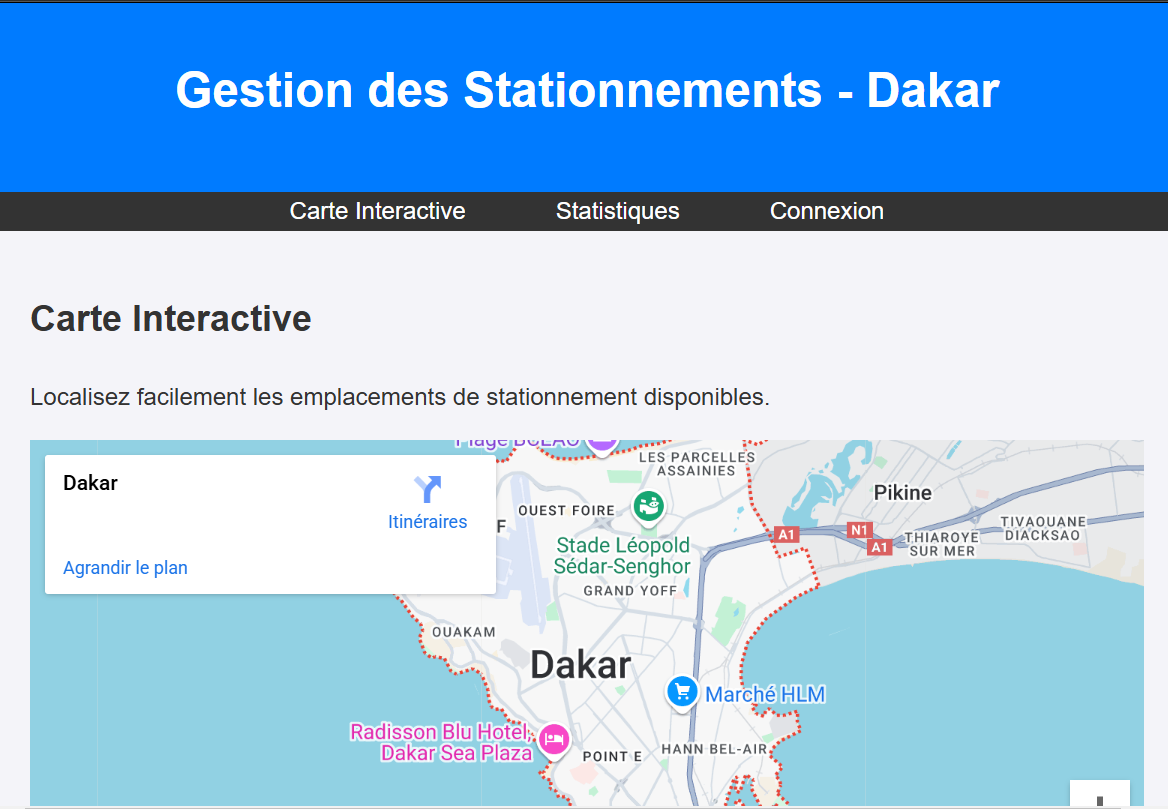 Gestion des Stationnements - Dakar
Carte Interactive
Statistiques
Connexion
Carte Interactive
Localisez facilement les emplacements de stationnement disponibles.
Plage BCEAO
LES PARCELLES
ASSAINIES
Dakar
Itinéraires
Agrandir le plan
Pikine
OUEST FOIRE
F
A1
N1
A1
TIVAOUANE
DIACKSAO
THIAROYE
SUR MER
Stade Léopold
Sédar-Senghor
GRAND YOFF
OUAKAM
Dakar
Marché HLM
Radisson Blu Hotel,
Dakar Sea Plaza
POINT E
HANN BEL-AIR